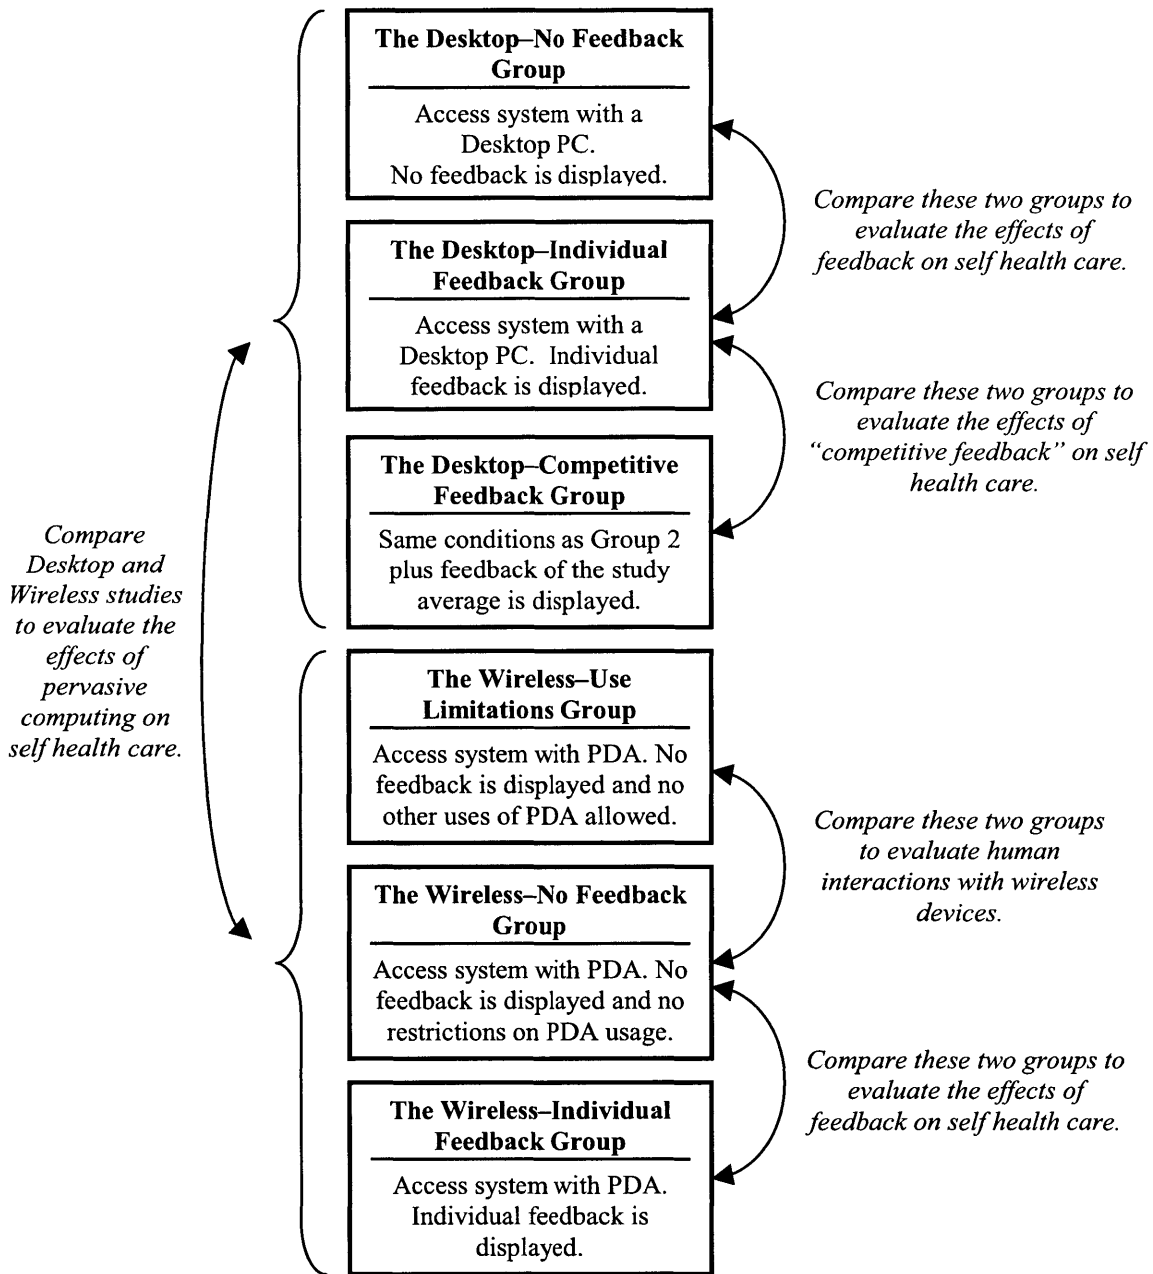 The Desktop–No Feedback
Group
Access system with a
Desktop PC.
No feedback is displayed.
The Desktop–Individual
Feedback Group
Access system with a
Desktop PC.  Individual
feedback is displayed.
The Desktop–Competitive
Feedback Group
Same conditions as Group 2
plus feedback of the study
average is displayed.
The Wireless–Use
Limitations Group
Access system with PDA. No
feedback is displayed and no
other uses of PDA allowed.
The Wireless–No Feedback
Group
Access system with PDA. No
feedback is displayed and no
restrictions on PDA usage.
The Wireless–Individual
Feedback Group
Access system with PDA.
Individual feedback is
displayed.
Compare these two groups to
evaluate the effects of
feedback on self health care.
Compare these two groups to
evaluate the effects of
“competitive feedback” on self
health care.
Compare
Desktop and
Wireless studies
to evaluate the
effects of
pervasive
computing on
self health care.
Compare these two groups
to evaluate human
interactions with wireless
devices.
Compare these two groups to
evaluate the effects of
feedback on self health care.